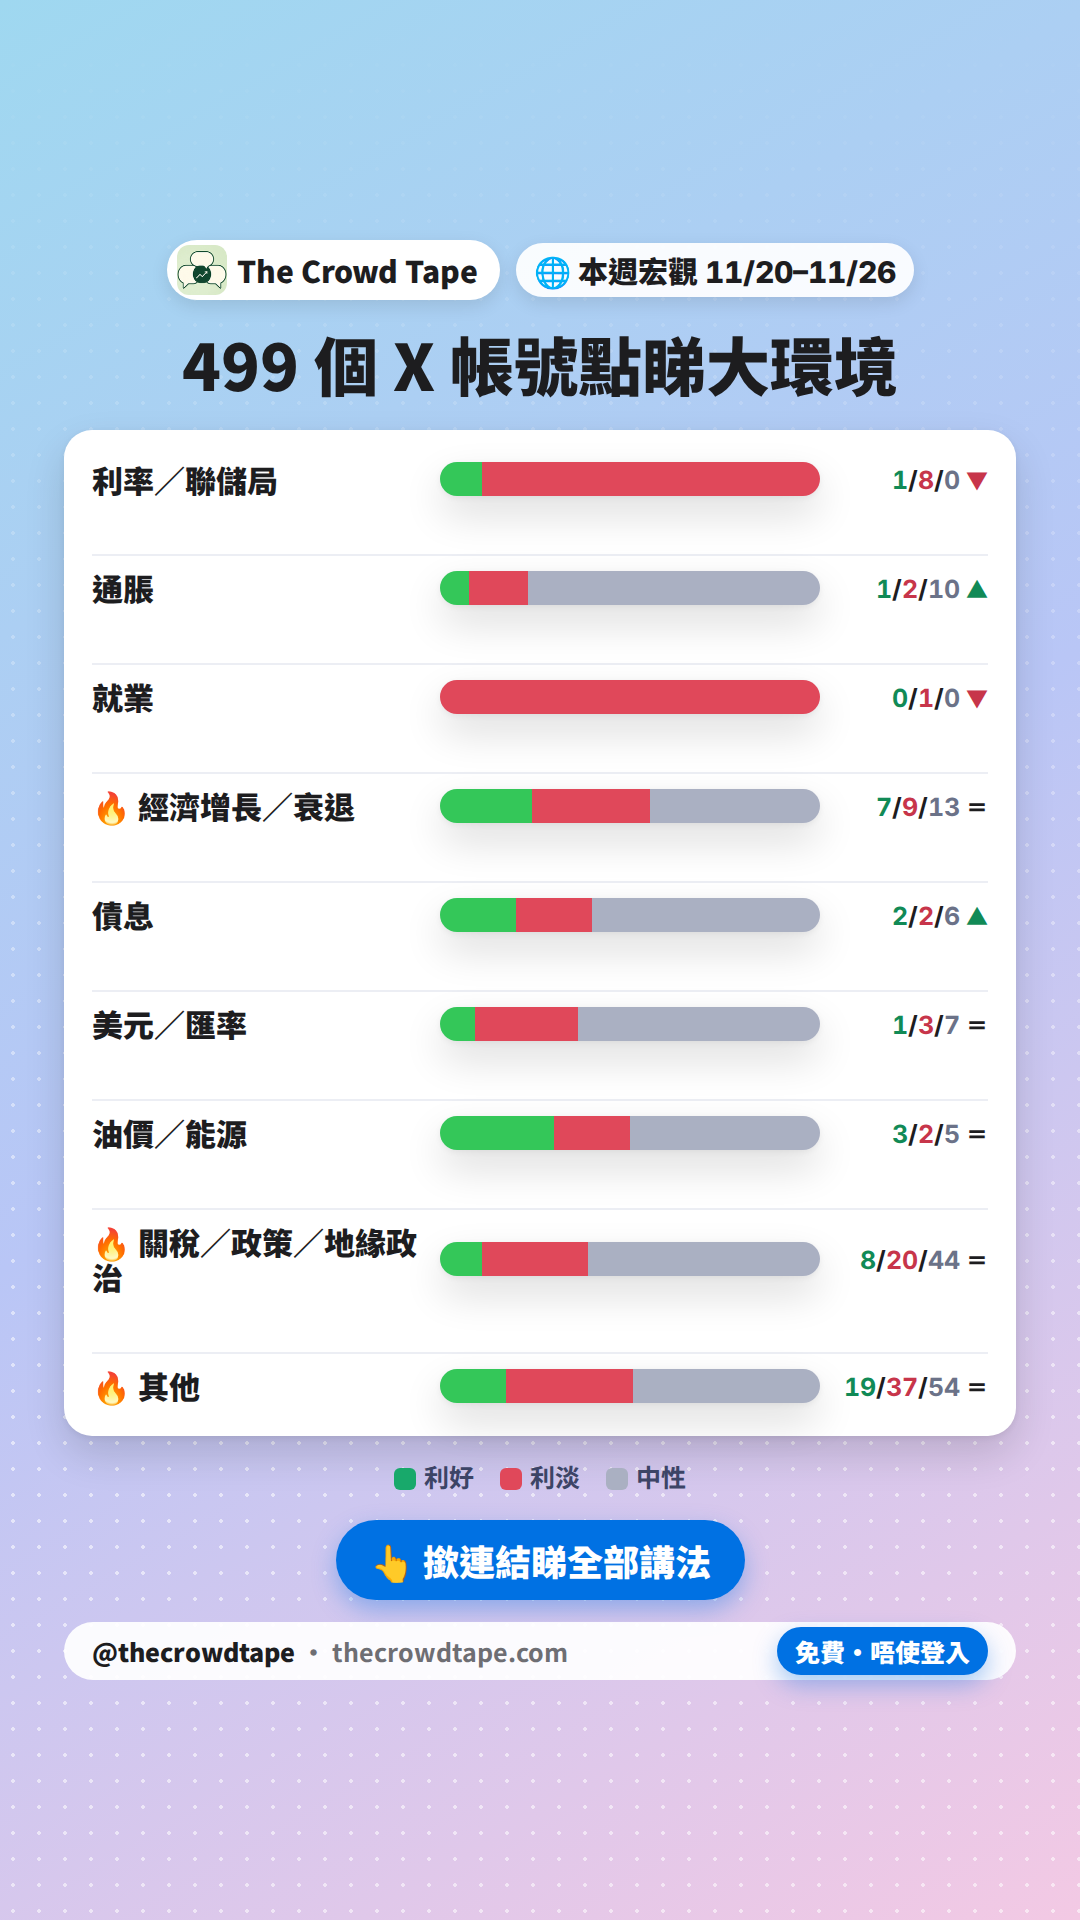 The Crowd Tape
🌐 本週宏觀 11/20–11/26
499 個 X 帳號點睇大環境
利率／聯儲局
1/8/0 ▼
通脹
1/2/10 ▲
就業
0/1/0 ▼
🔥 經濟增長／衰退
7/9/13 =
債息
2/2/6 ▲
美元／匯率
1/3/7 =
油價／能源
3/2/5 =
🔥 關稅／政策／地緣政
治
8/20/44 =
🔥 其他
19/37/54 =
利好 利淡 中性
👆 撳連結睇全部講法
@thecrowdtape · thecrowdtape.com
免費・唔使登入